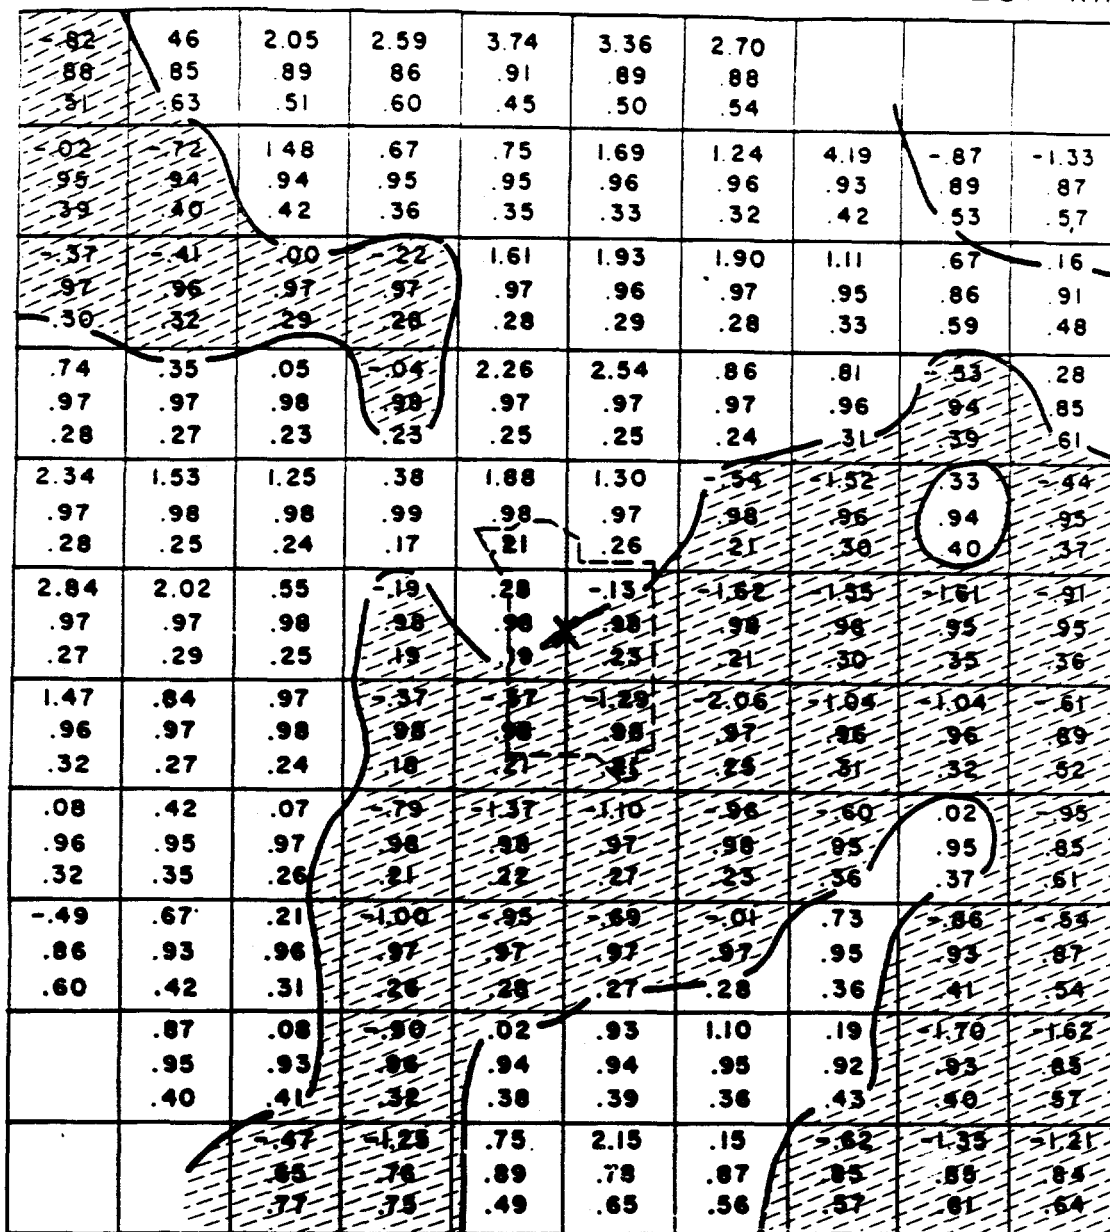 -.82 .46 2.05 2.59 3.74 3.36 2.70
.88 .85 .89 .86 .91 .89 .88
.51 .63 .51 .60 .45 .50 .54
-.02 -.72 1.48 .67 .75 1.69 1.24 4.19 -.87 -1.33
.95 .94 .94 .95 .95 .96 .96 .93 .89 .87
.39 .40 .42 .36 .35 .33 .32 .42 .53 .57
-.37 -.41 .00 -.22 1.61 1.93 1.90 1.11 .67 .16
.97 .96 .97 .97 .97 .96 .97 .95 .86 .91
.30 .32 .29 .28 .28 .29 .28 .33 .59 .48
.74 .35 .05 -.04 2.26 2.54 .86 .81 -.53 .28
.97 .97 .98 .98 .97 .97 .97 .96 .94 .85
.28 .27 .23 .23 .25 .25 .24 .31 .39 .61
2.34 1.53 1.25 .38 1.88 1.30 -.54 -1.52 .33 -.44
.97 .98 .98 .99 .98 .97 .98 .96 .94 .95
.28 .25 .24 .17 .21 .26 .21 .30 .40 .37
2.84 2.02 .55 -.19 .28 -.13 -1.62 -1.55 -1.61 -.91
.97 .97 .98 .98 .98 .98 .98 .96 .95 .95
.27 .29 .25 .19 .19 .23 .21 .30 .35 .36
1.47 .84 .97 -.37 -.57 -1.29 -2.06 -1.04 -1.04 -.61
.96 .97 .98 .98 .98 .98 .97 .96 .96 .89
.32 .27 .24 .18 .21 .21 .25 .31 .32 .52
.08 .42 .07 -.79 -1.37 -1.10 -.96 -.60 .02 -.95
.96 .95 .97 .98 .98 .97 .98 .95 .95 .85
.32 .35 .26 .21 .22 .27 .23 .36 .37 .61
-.49 .67 .21 -1.00 -.95 -.69 -.01 .73 -.86 -.54
.86 .93 .96 .97 .97 .97 .97 .95 .93 .87
.60 .42 .31 .26 .28 .27 .28 .36 .41 .54
.87 .08 -.90 .02 .93 1.10 .19 -1.70 -1.62
.95 .93 .96 .94 .94 .95 .92 .93 .85
.40 .41 .32 .38 .39 .36 .43 .40 .57
-.47 -1.25 .75 2.15 .15 -.62 -1.35 -1.21
.65 .76 .89 .78 .87 .85 .85 .84
.77 .75 .49 .65 .56 .57 .61 .64